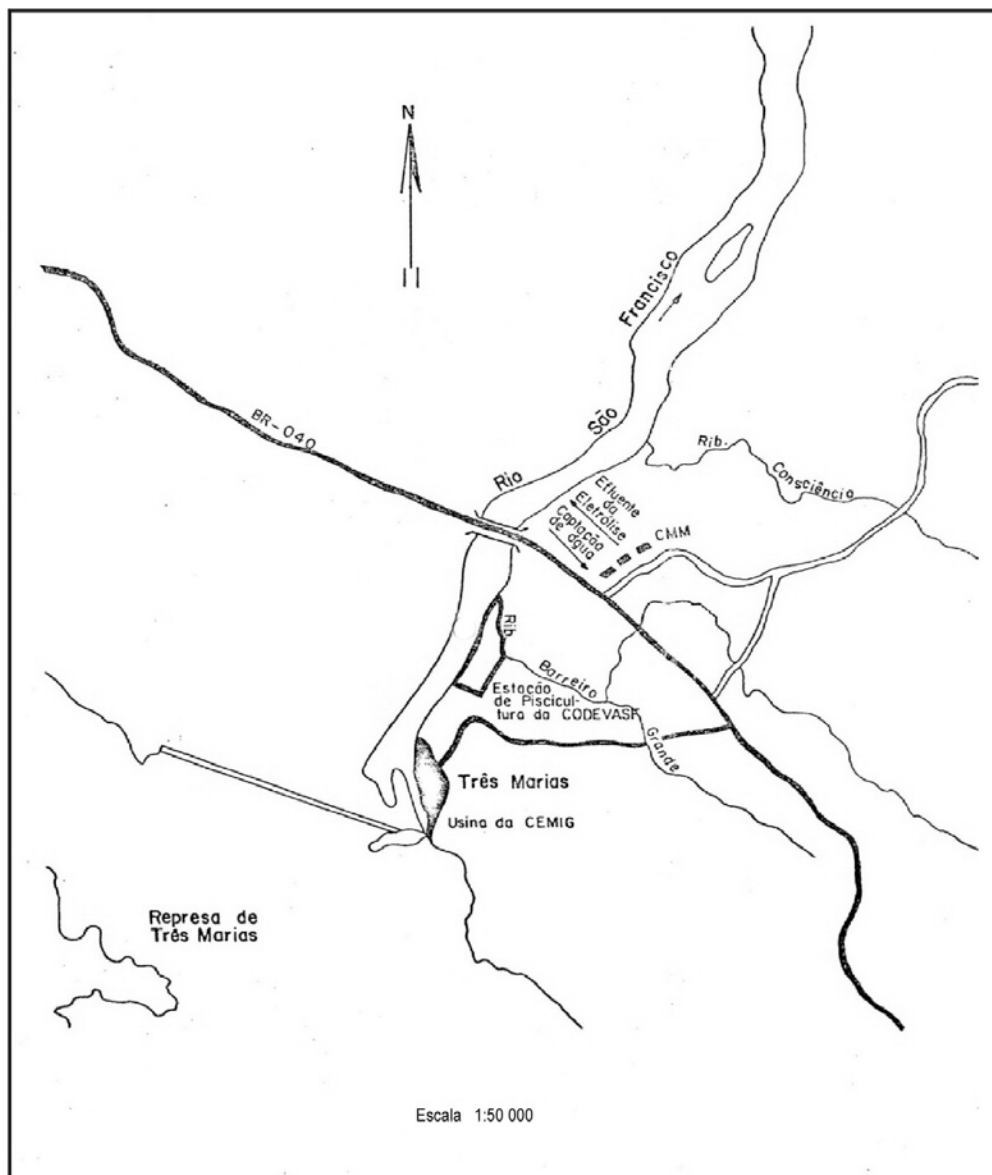 N
Francisco
São
Rio
BR-040
Rib.
Consciência
Efluente
da
Eletrólise
Captação
de água
CMM
Rib.
Barreiro
Grande
Estação
de Piscicul-
tura da CODEVASF
Três Marias
Usina da CEMIG
Represa de
Três Marias
Escala 1:50 000